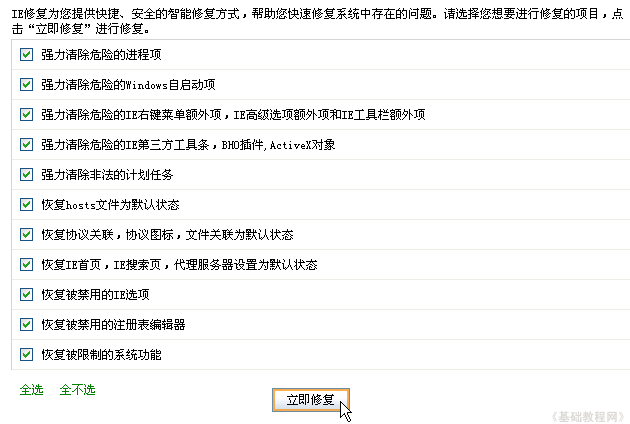 IE修复为您提供快捷、安全的智能修复方式，帮助您快速修复系统中存在的问题。请选择您想要进行修复的项目，点
击“立即修复”进行修复。
强力清除危险的进程项
强力清除危险的Windows自启动项
强力清除危险的IE右键菜单额外项，IE高级选项额外项和IE工具栏额外项
强力清除危险的IE第三方工具条，BHO插件,ActiveX对象
强力清除非法的计划任务
恢复hosts文件为默认状态
恢复协议关联，协议图标，文件关联为默认状态
恢复IE首页，IE搜索页，代理服务器设置为默认状态
恢复被禁用的IE选项
恢复被禁用的注册表编辑器
恢复被限制的系统功能
全选 全不选
立即修复
《基础教程网》